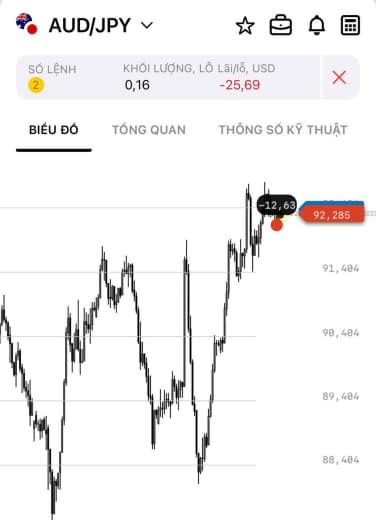 AUD/JPY
SỐ LỆNH
KHỐI LƯỢNG, LÔ
Lãi/lỗ, USD
2
0,16
-25,69
BIỂU ĐỒ
TỔNG QUAN
THÔNG SỐ KỸ THUẬT
-12,63
92,285
91,404
90,404
89,404
88,404